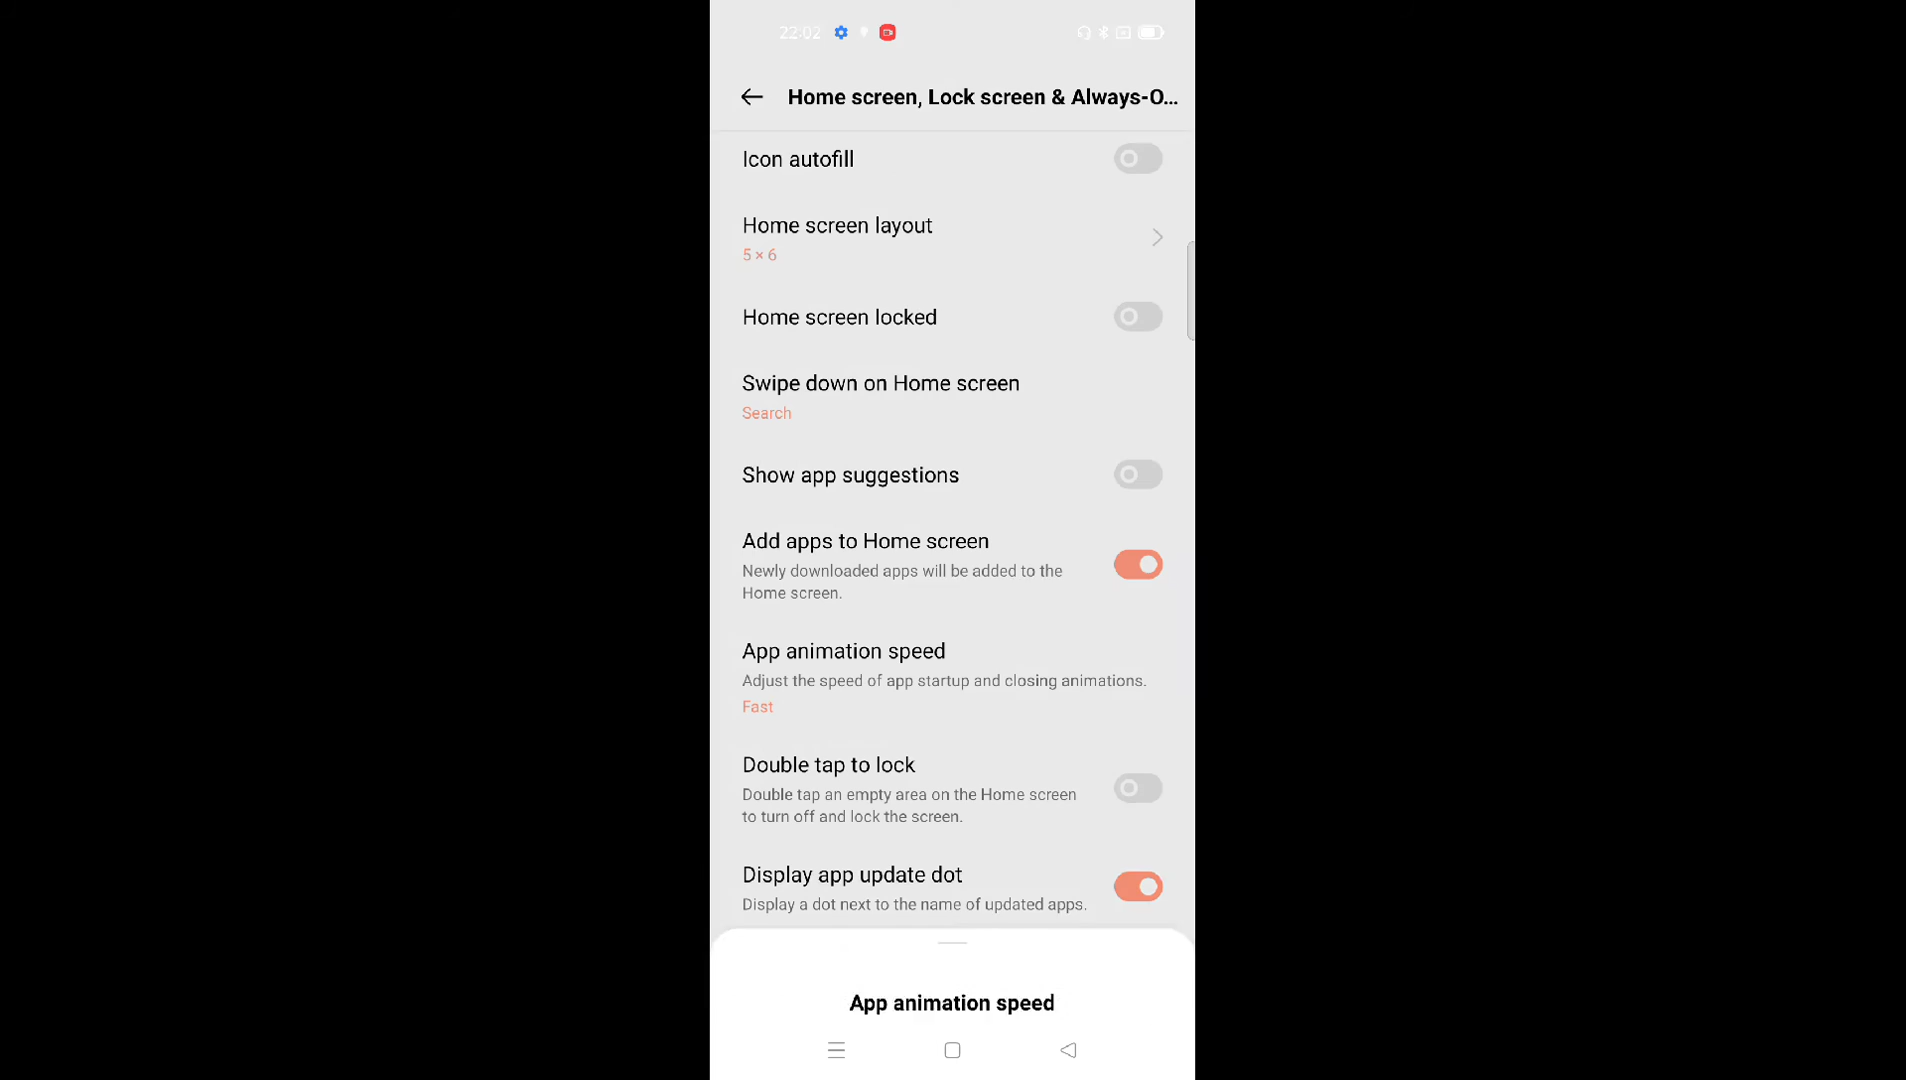 22:02
Home screen, Lock screen & Always-O...
Icon autofill
Home screen layout
5 × 6
Home screen locked
Swipe down on Home screen
Search
Show app suggestions
Add apps to Home screen
Newly downloaded apps will be added to the
Home screen.
App animation speed
Adjust the speed of app startup and closing animations.
Fast
Double tap to lock
Double tap an empty area on the Home screen
to turn off and lock the screen.
Display app update dot
Display a dot next to the name of updated apps.
App animation speed